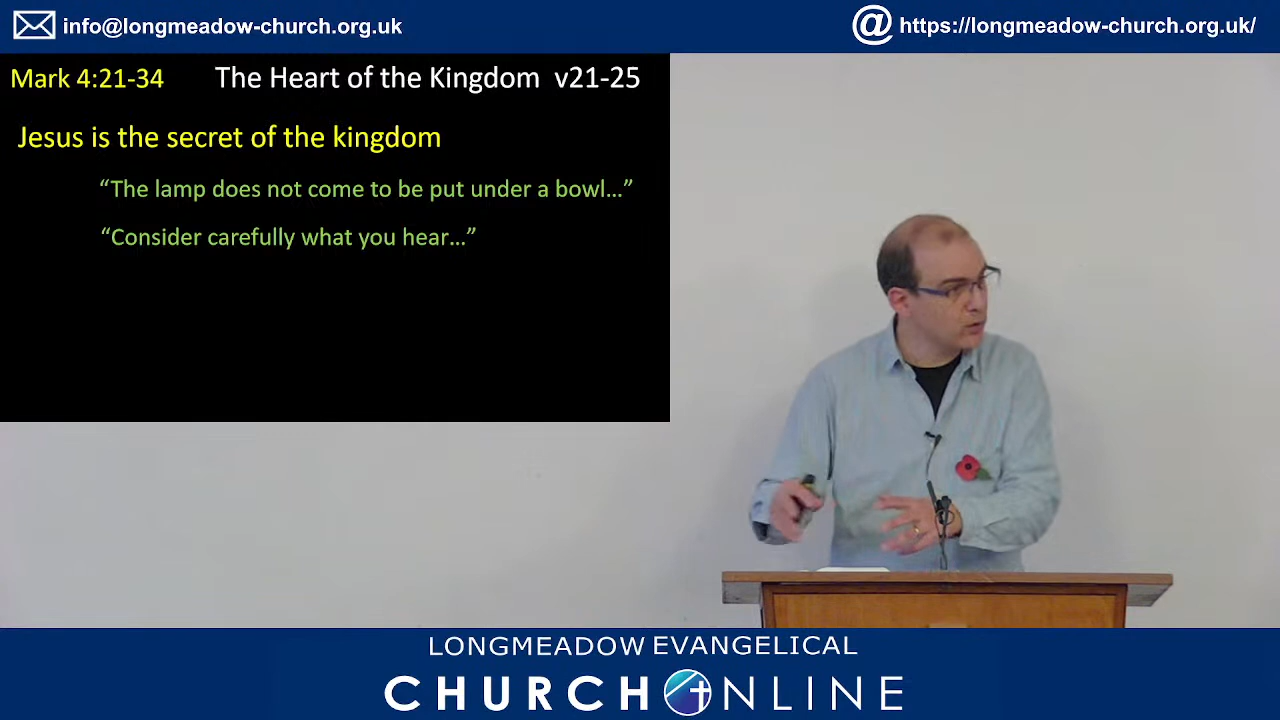 info@longmeadow-church.org.uk
https://longmeadow-church.org.uk/
Mark 4:21-34 The Heart of the Kingdom v21-25
Jesus is the secret of the kingdom
“The lamp does not come to be put under a bowl…”
“Consider carefully what you hear…”
LONGMEADOW EVANGELICAL
CHURCH ONLINE